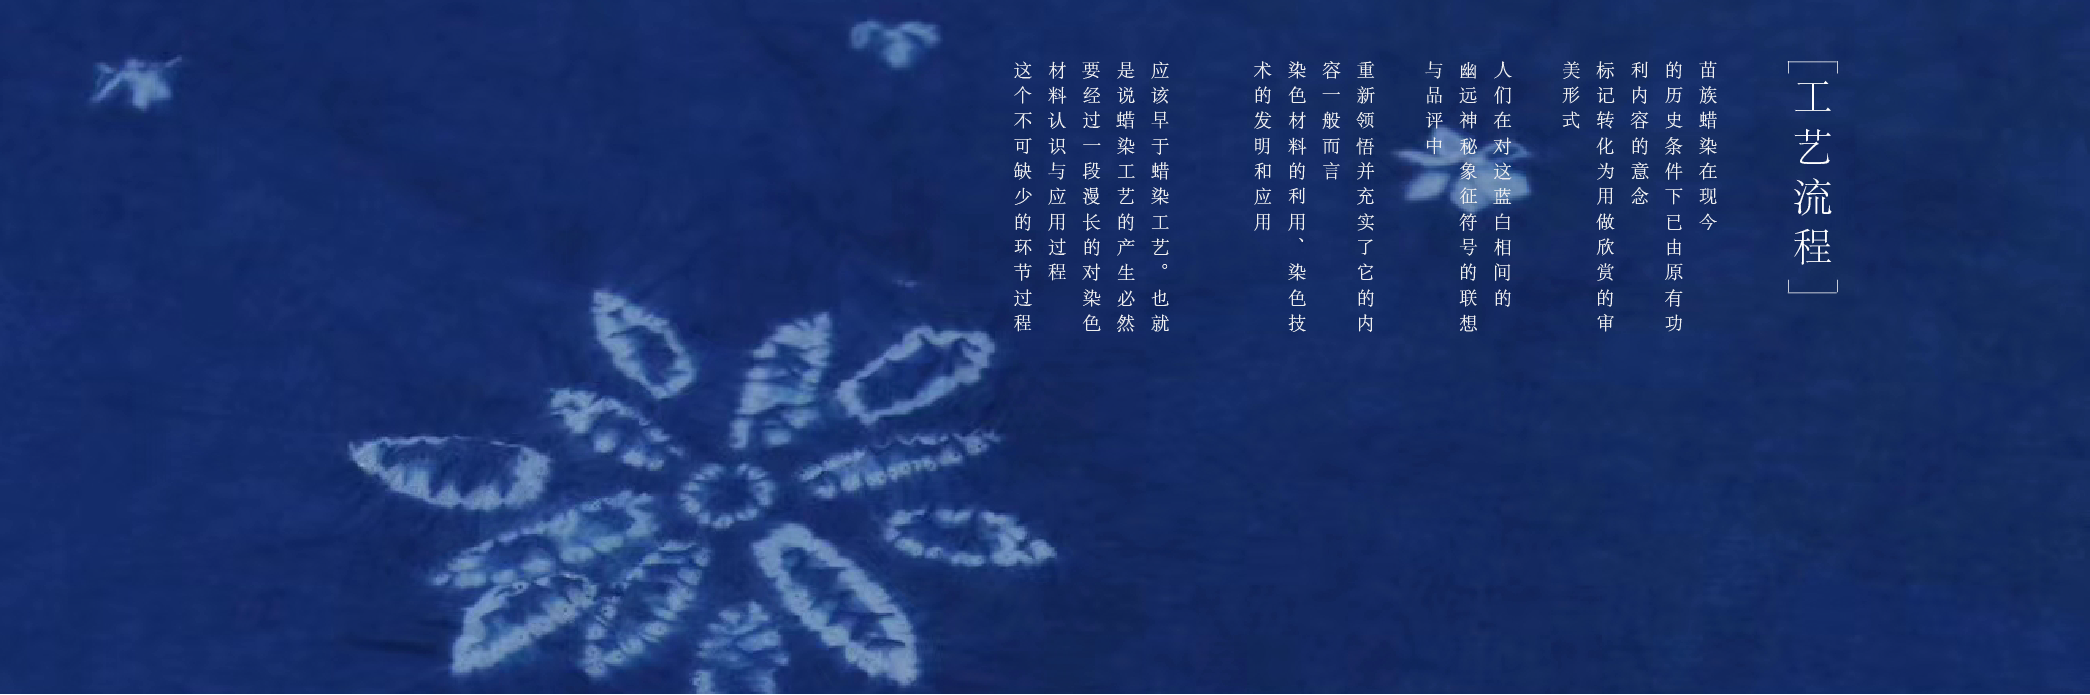 工艺流程
苗族蜡染在现今
的历史条件下已由原有功
利内容的意念
标记转化为用做欣赏的审
美形式
人们在对这蓝白相间的
幽远神秘象征符号的联想
与品评中
重新领悟并充实了它的内
容一般而言
染色材料的利用、染色技
术的发明和应用
应该早于蜡染工艺。也就
是说蜡染工艺的产生必然
要经过一段漫长的对染色
材料认识与应用过程
这个不可缺少的环节过程